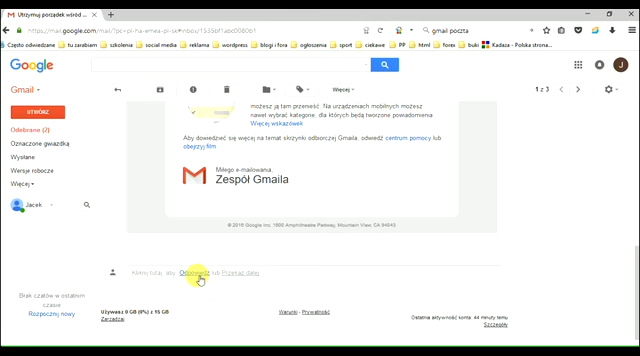 Utrzymuj porządek wśród ...
https://mail.google.com/mail/?pc=pl-ha-emea-pl-sk#inbox/1535bf1abc0080b1
gmail poczta
Często odwiedzane tu zarabiam szkolenia social media reklama wordpress blogi i fora ogłoszenia sport ciekawe PP html forex buki Kadaza - Polska strona...
Google
J
Gmail
Więcej
1 z 3
UTWÓRZ
Odebrane (2)
Oznaczone gwiazdką
Wysłane
Wersje robocze
Więcej
Jacek
możesz ją tam przenieść. Na urządzeniach mobilnych możesz
nawet wybrać kategorie, dla których będą tworzone powiadomienia
Więcej wskazówek
Aby dowiedzieć się więcej na temat skrzynki odbiorczej Gmaila, odwiedź centrum pomocy lub
obejrzyj film
Miłego e-mailowania,
Zespół Gmaila
© 2015 Google Inc. 1600 Amphitheatre Parkway, Mountain View, CA 94043
Kliknij tutaj, aby Odpowiedz lub Przekaż dalej
Brak czatów w ostatnim
czasie
Rozpocznij nowy
Używasz 0 GB (0%) z 15 GB
Zarządzaj
Warunki - Prywatność
Ostatnia aktywność konta: 44 minuty temu
Szczegóły